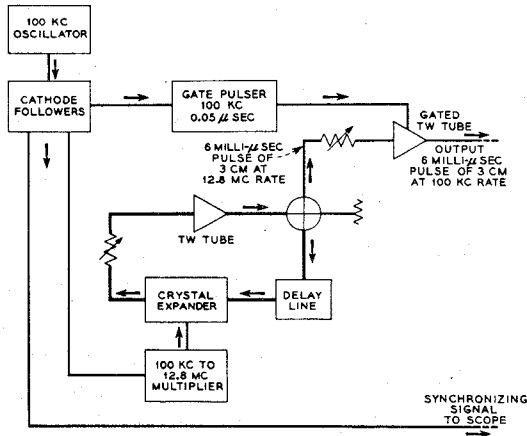 100 KC
OSCILLATOR
CATHODE
FOLLOWERS
GATE PULSER
100 KC
0.05 μ SEC
GATED
TW TUBE
6 MILLI-μ SEC
PULSE OF
3 CM AT
12.8 MC RATE
OUTPUT
6 MILLI-μ SEC
PULSE OF 3 CM
AT 100 KC RATE
TW TUBE
CRYSTAL
EXPANDER
DELAY
LINE
100 KC TO
12.8 MC
MULTIPLIER
SYNCHRONIZING
SIGNAL
TO SCOPE